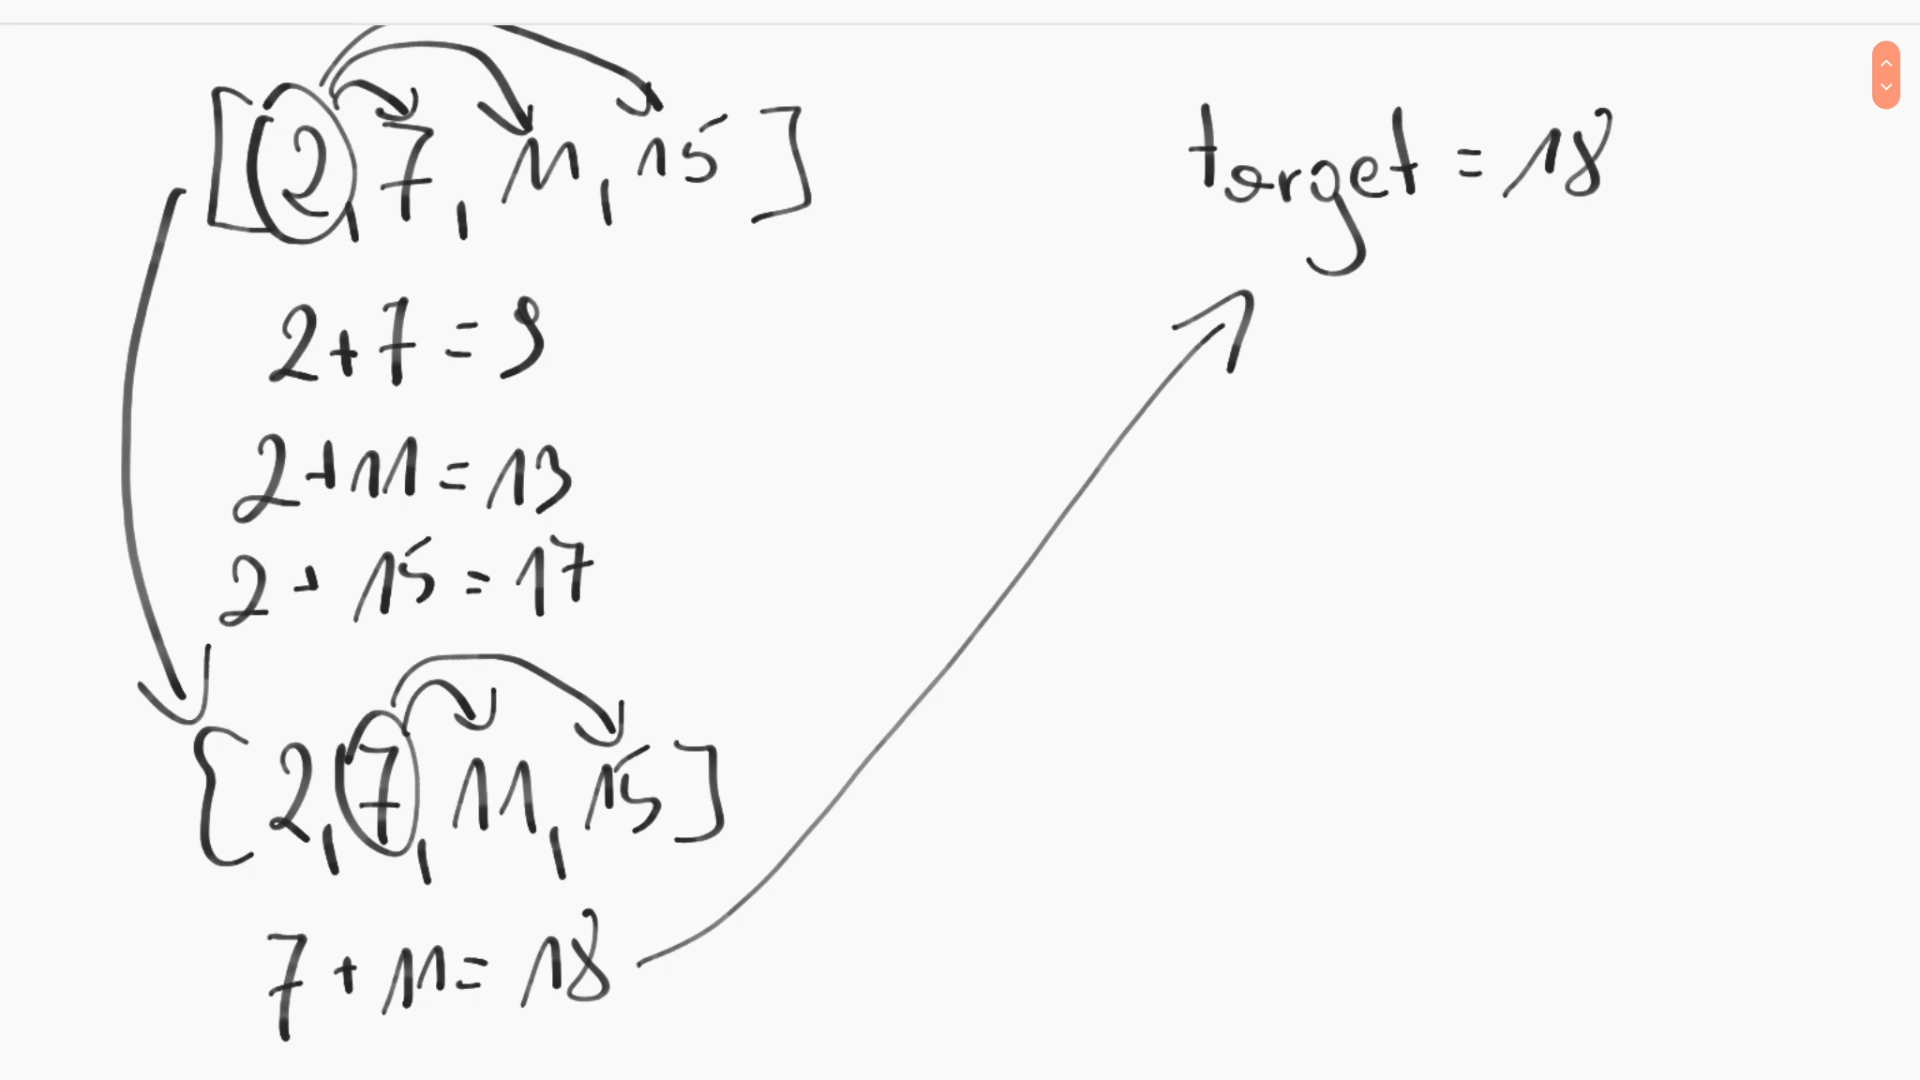 [2, 7, 11, 15]
target = 18
2 + 7 = 9
2 + 11 = 13
2 + 15 = 17
[2, 7, 11, 15]
7 + 11 = 18